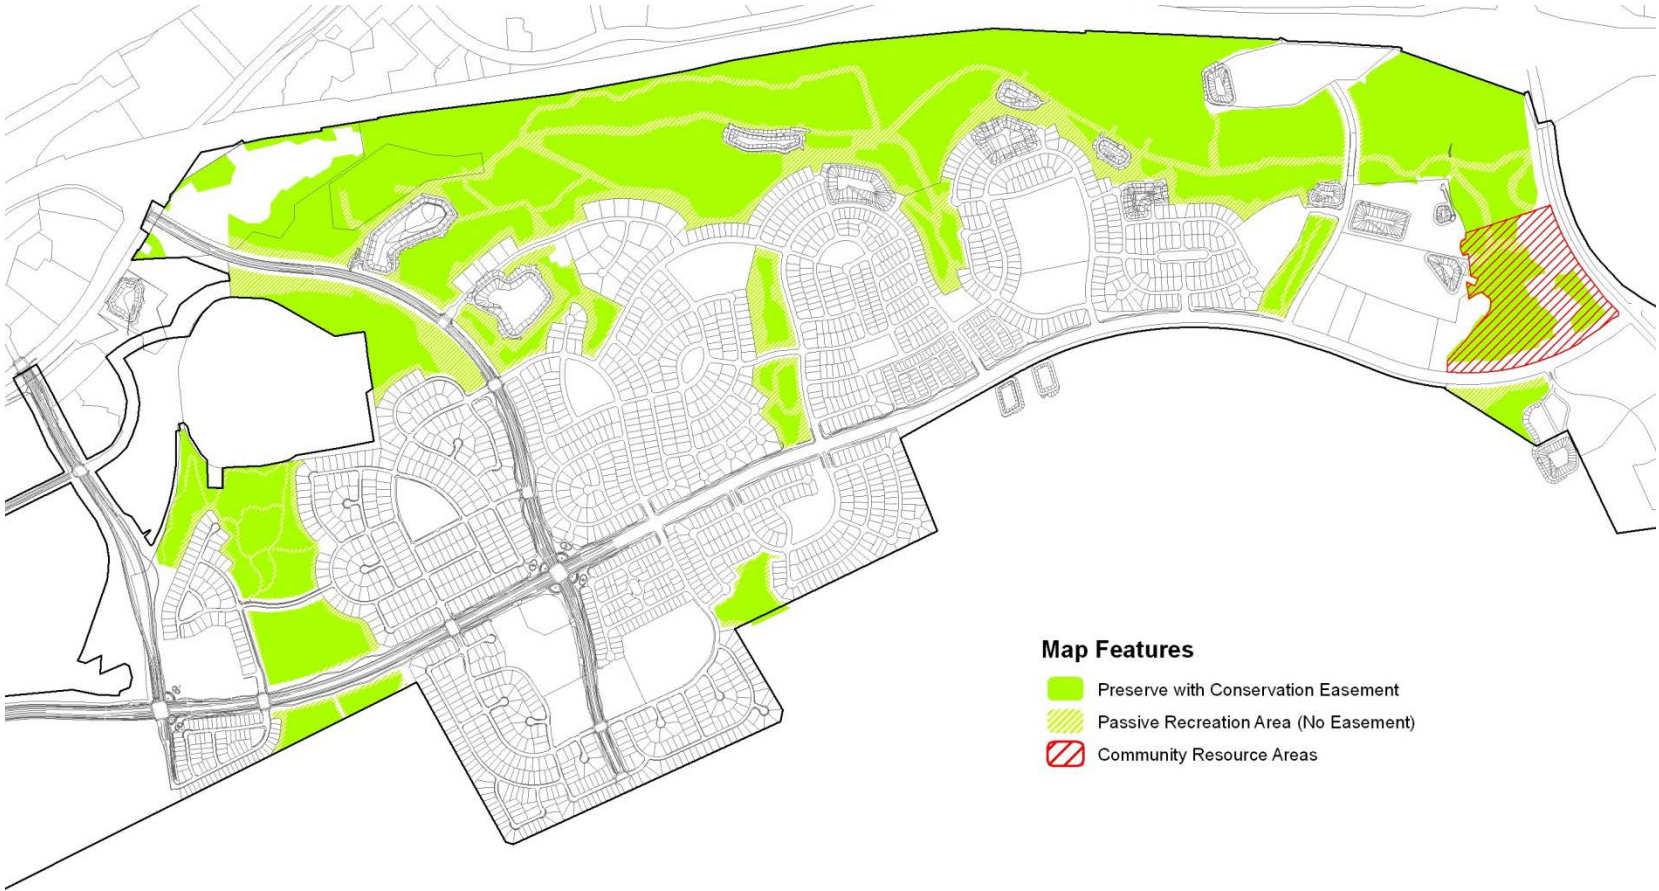 Map Features
Preserve with Conservation Easement
Passive Recreation Area (No Easement)
Community Resource Areas